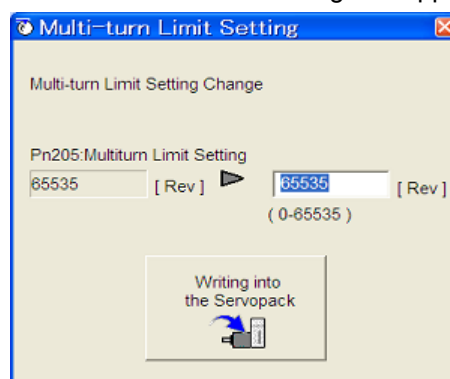 Multi-turn Limit Setting
Multi-turn Limit Setting Change
Pn205:Multiturn Limit Setting
65535 [ Rev ] 65535 [ Rev ]
( 0-65535 )
Writing into
the Servopack